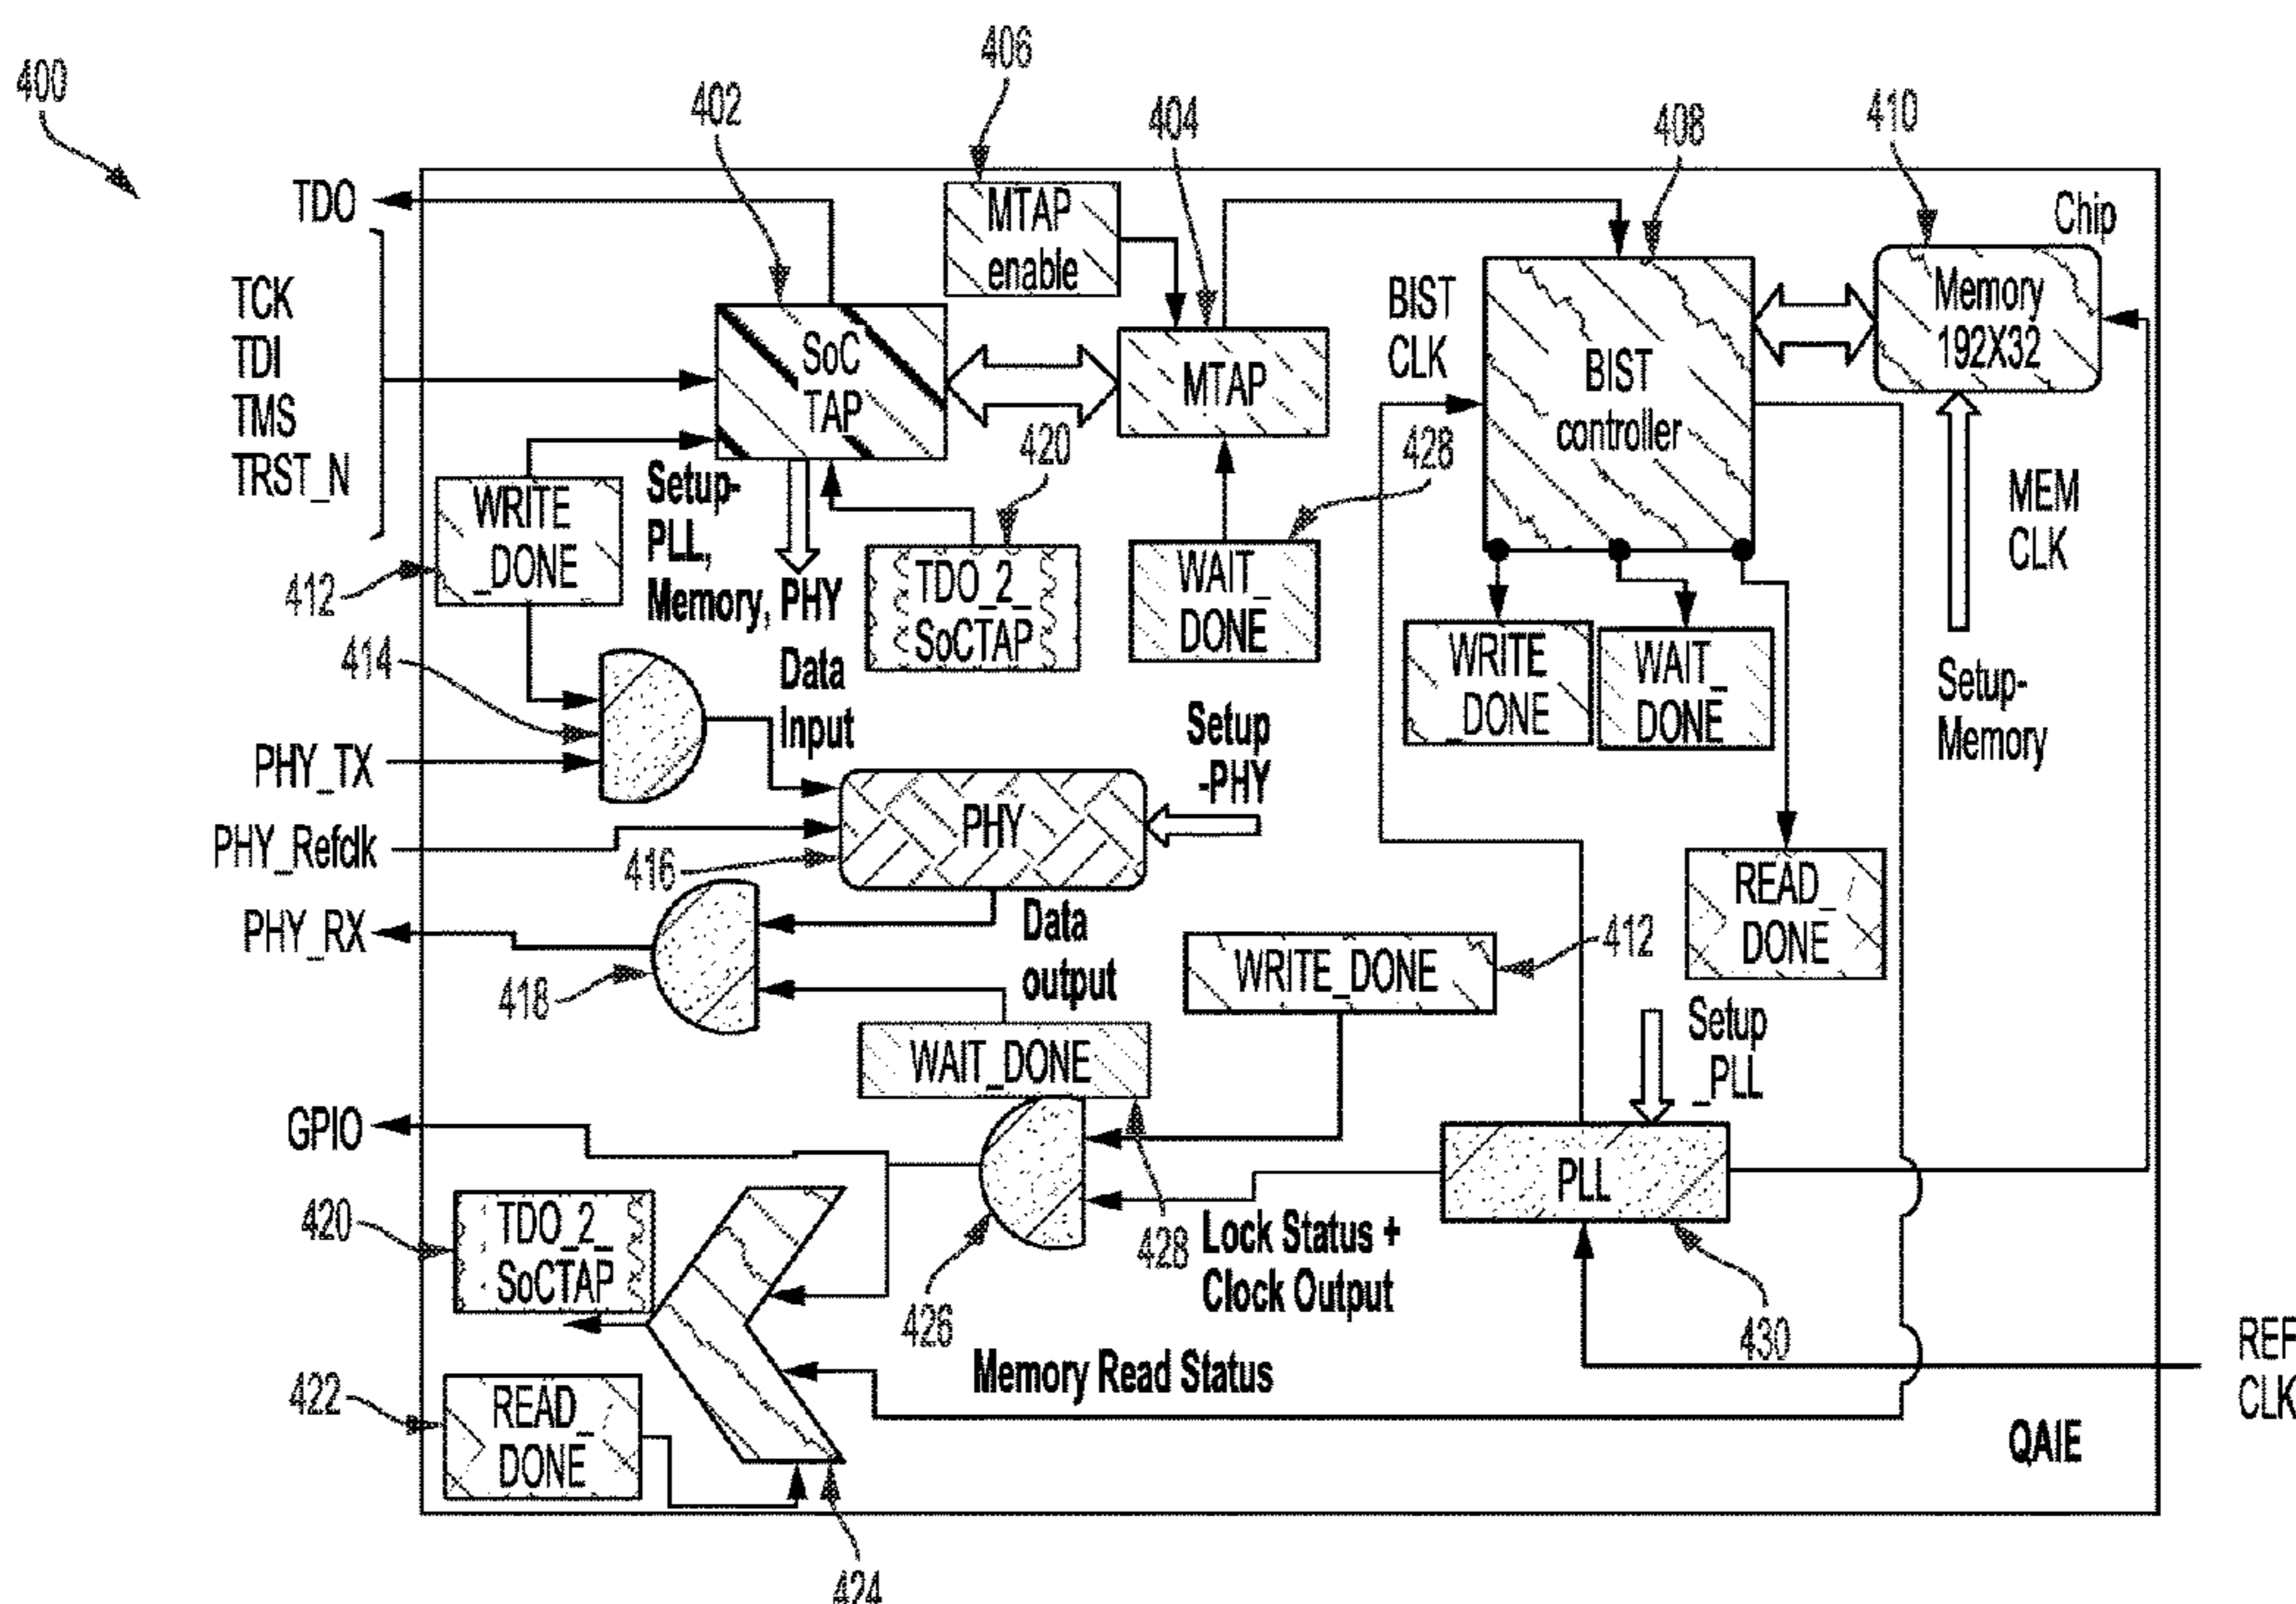 400
406
402
404
408
410
TDO
MTAP
enable
Chip
TCK
TDI
TMS
TRST_N
SoC
TAP
MTAP
BIST
CLK
BIST
controller
Memory
192X32
WRITE
_DONE
412
Setup-
PLL,
Memory, PHY
420
TDO_2_
SoCTAP
428
WAIT_
DONE
MEM
CLK
WRITE
_DONE
WAIT_
DONE
Setup-
Memory
414
Data
Input
PHY_TX
Setup
-PHY
PHY_Refclk
416
PHY
READ_
DONE
PHY_RX
418
Data
output
WRITE_DONE
412
WAIT_DONE
Setup
_PLL
GPIO
PLL
420
TDO_2_
SoCTAP
426
428
Lock Status +
Clock Output
430
REF
CLK
Memory Read Status
422
READ_
DONE
QAIE
424